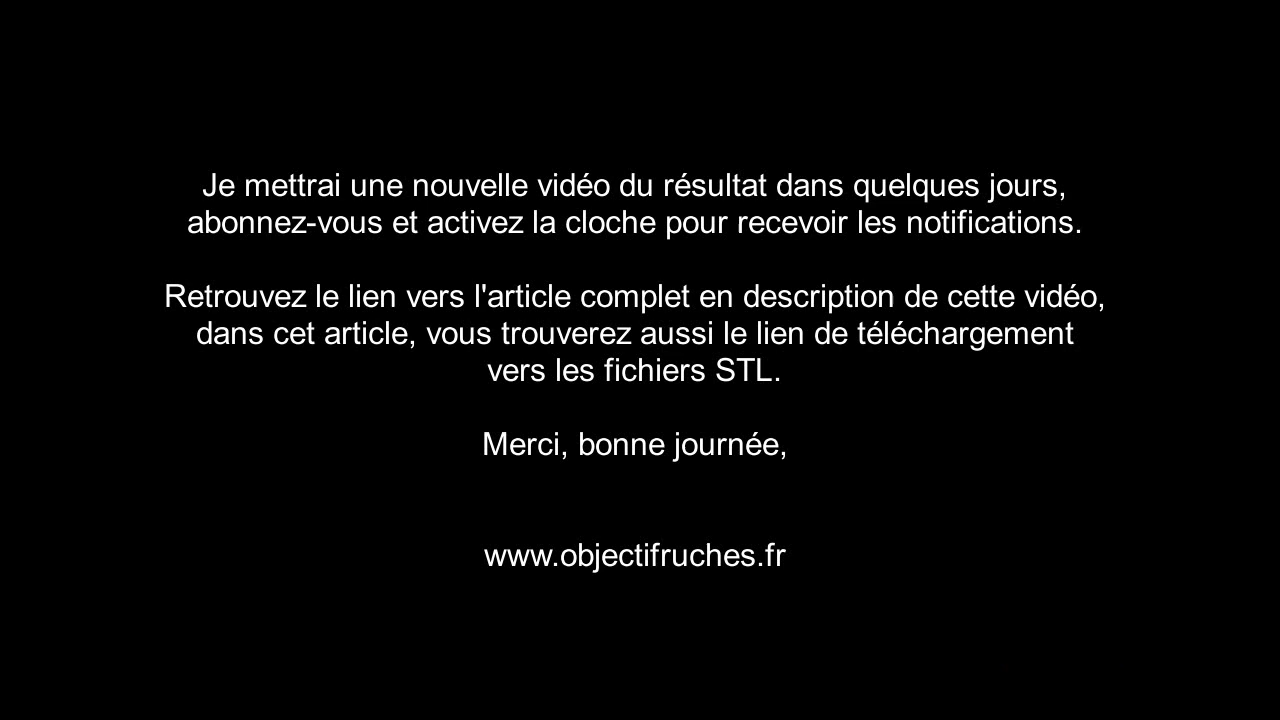 Je mettrai une nouvelle vidéo du résultat dans quelques jours,
abonnez-vous et activez la cloche pour recevoir les notifications.
Retrouvez le lien vers l'article complet en description de cette vidéo,
dans cet article, vous trouverez aussi le lien de téléchargement
vers les fichiers STL.
Merci, bonne journée,
www.objectifruches.fr